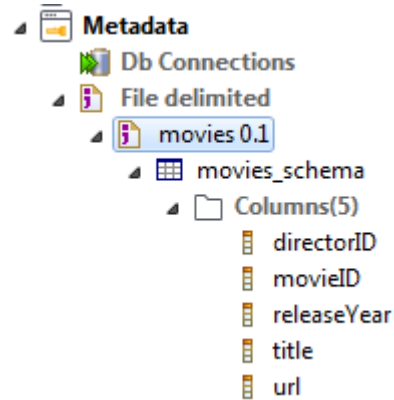 Metadata
Db Connections
File delimited
movies 0.1
movies_schema
Columns(5)
directorID
movieID
releaseYear
title
url